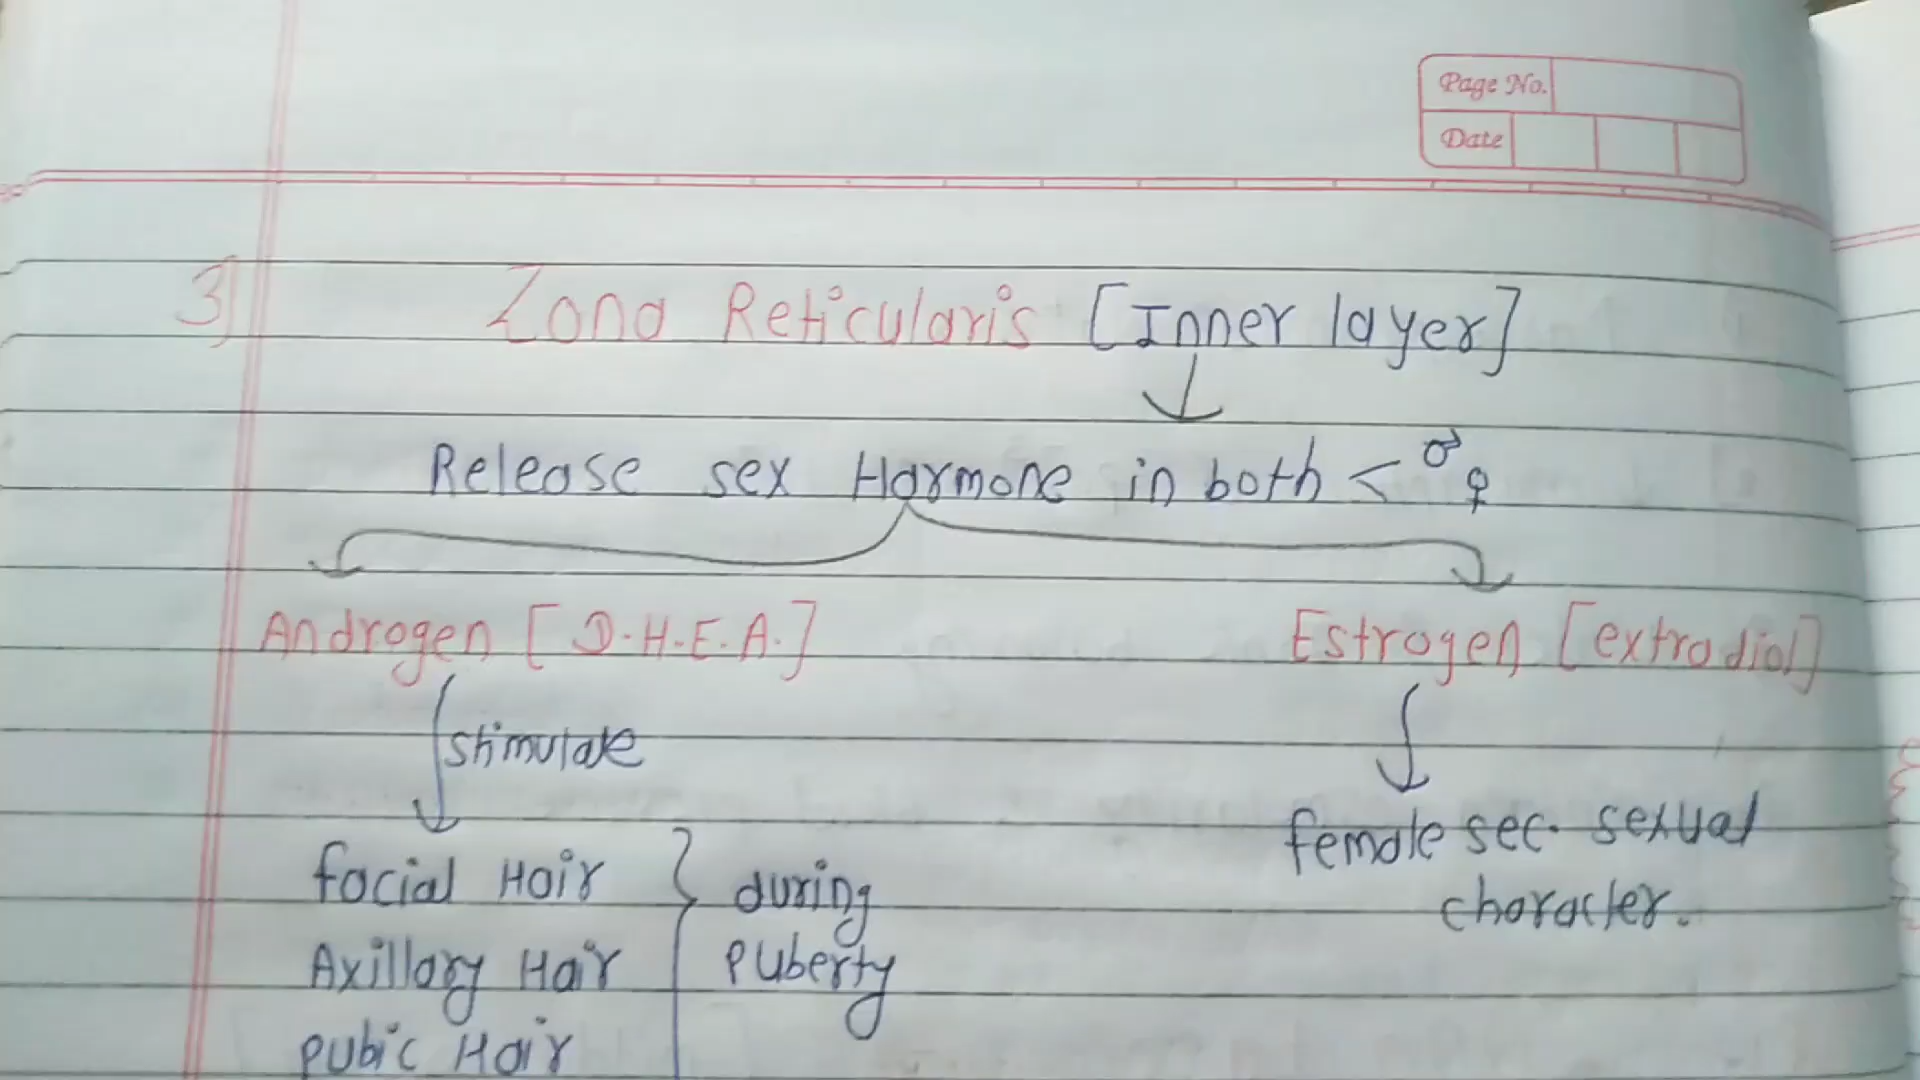 Page No.
Date
3) Zona Reticularis [Inner layer]
Release sex Hormone in both < ♂ ♀
Androgen [D.H.E.A.]
Estrogen [extradiol]
stimulate
female sec. sexual
character.
facial Hair } during
Axillary Hair puberty
pubic Hair